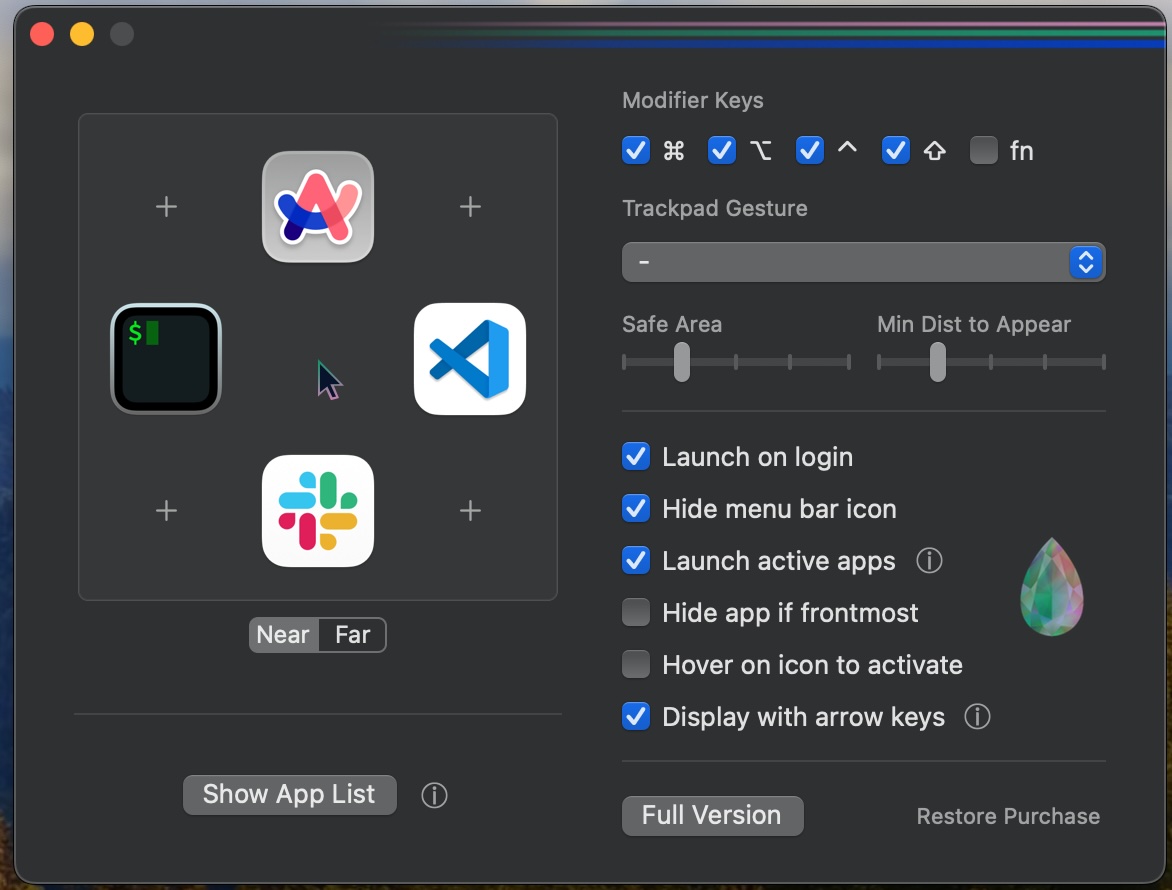 Modifier Keys
⌘ ⌥ ^ ⇧ fn
Trackpad Gesture
-
Safe Area
Min Dist to Appear
$
Launch on login
Hide menu bar icon
Launch active apps
Hide app if frontmost
Hover on icon to activate
Display with arrow keys
Near Far
Show App List
Full Version
Restore Purchase